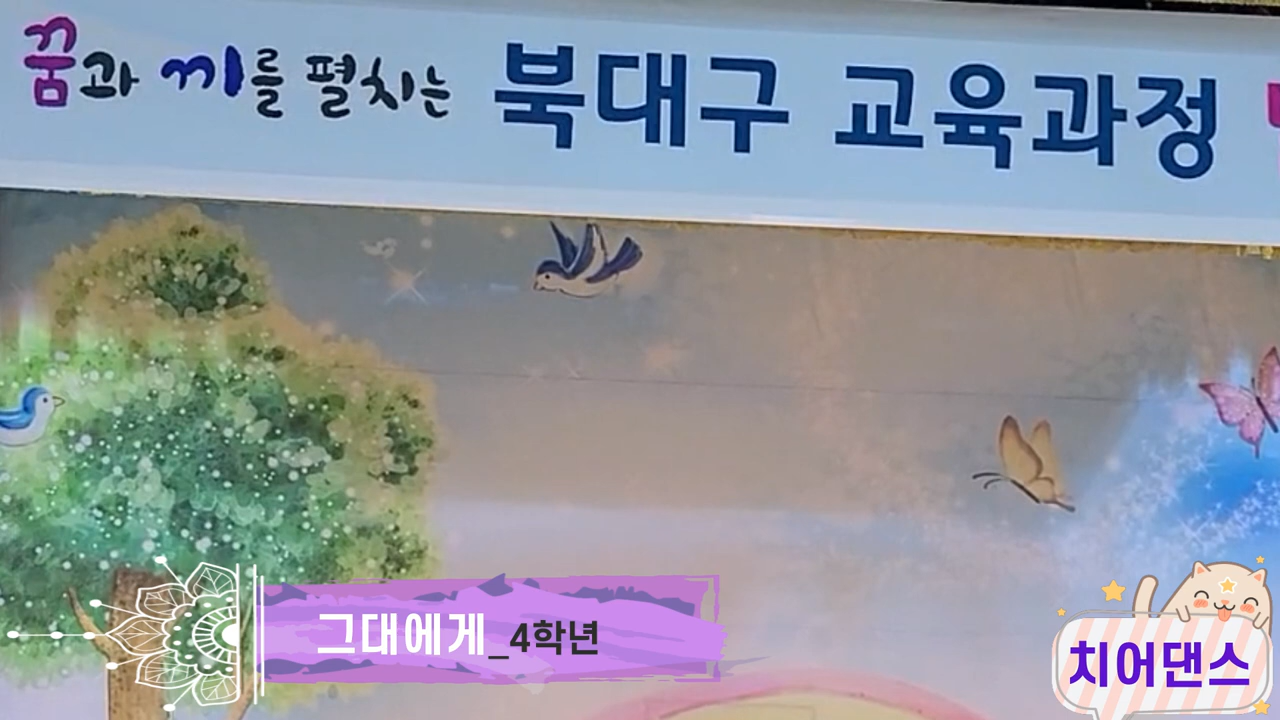 꿈과 끼를 펼치는 북대구 교육과정
그대에게_4학년
치어댄스